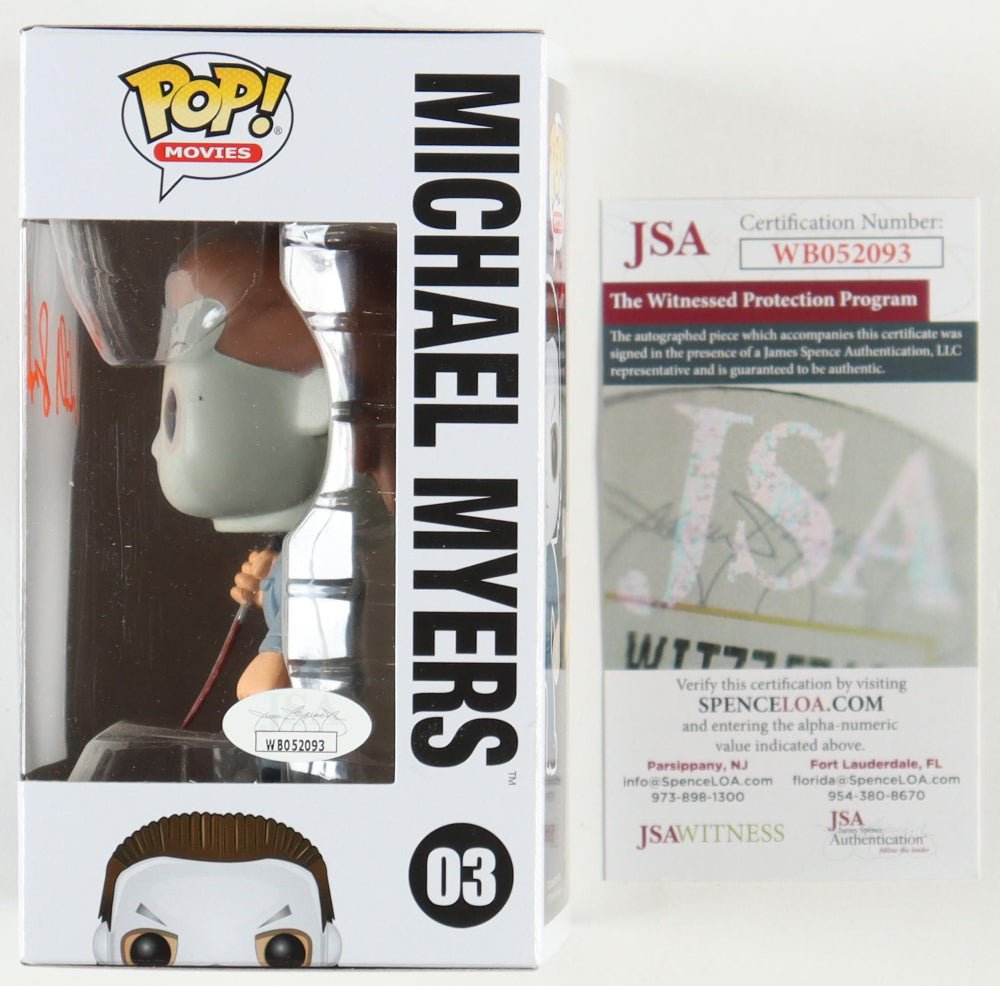 POP!
®
MOVIES
MICHAEL MYERS
™
WB052093
03
JSA
Certification Number:
WB052093
The Witnessed Protection Program
The autographed piece which accompanies this certificate was
signed in the presence of a James Spence Authentication, LLC
representative and is guaranteed to be authentic.
JSA
Verify this certification by visiting
SPENCELOA.COM
and entering the alpha-numeric
value indicated above.
Parsippany, NJ
info@SpenceLOA.com
973-898-1300
Fort Lauderdale, FL
florida@SpenceLOA.com
954-380-8670
JSAWITNESS
JSA
James Spence
Authentication
follow the leader